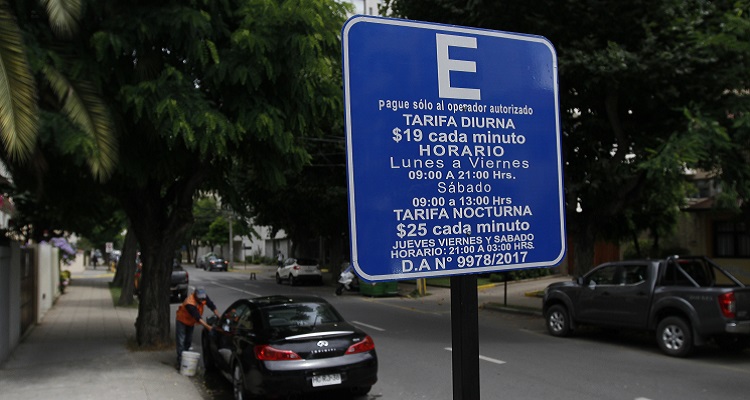 E
pague sólo al operador autorizado
TARIFA DIURNA
$19 cada minuto
HORARIO
Lunes a Viernes
09:00 A 21:00 Hrs.
Sábado
09:00 a 13:00 Hrs
TARIFA NOCTURNA
$25 cada minuto
JUEVES VIERNES Y SABADO
HORARIO: 21:00 A 03:00 HRS.
D.A N° 9978/2017
INFINITI